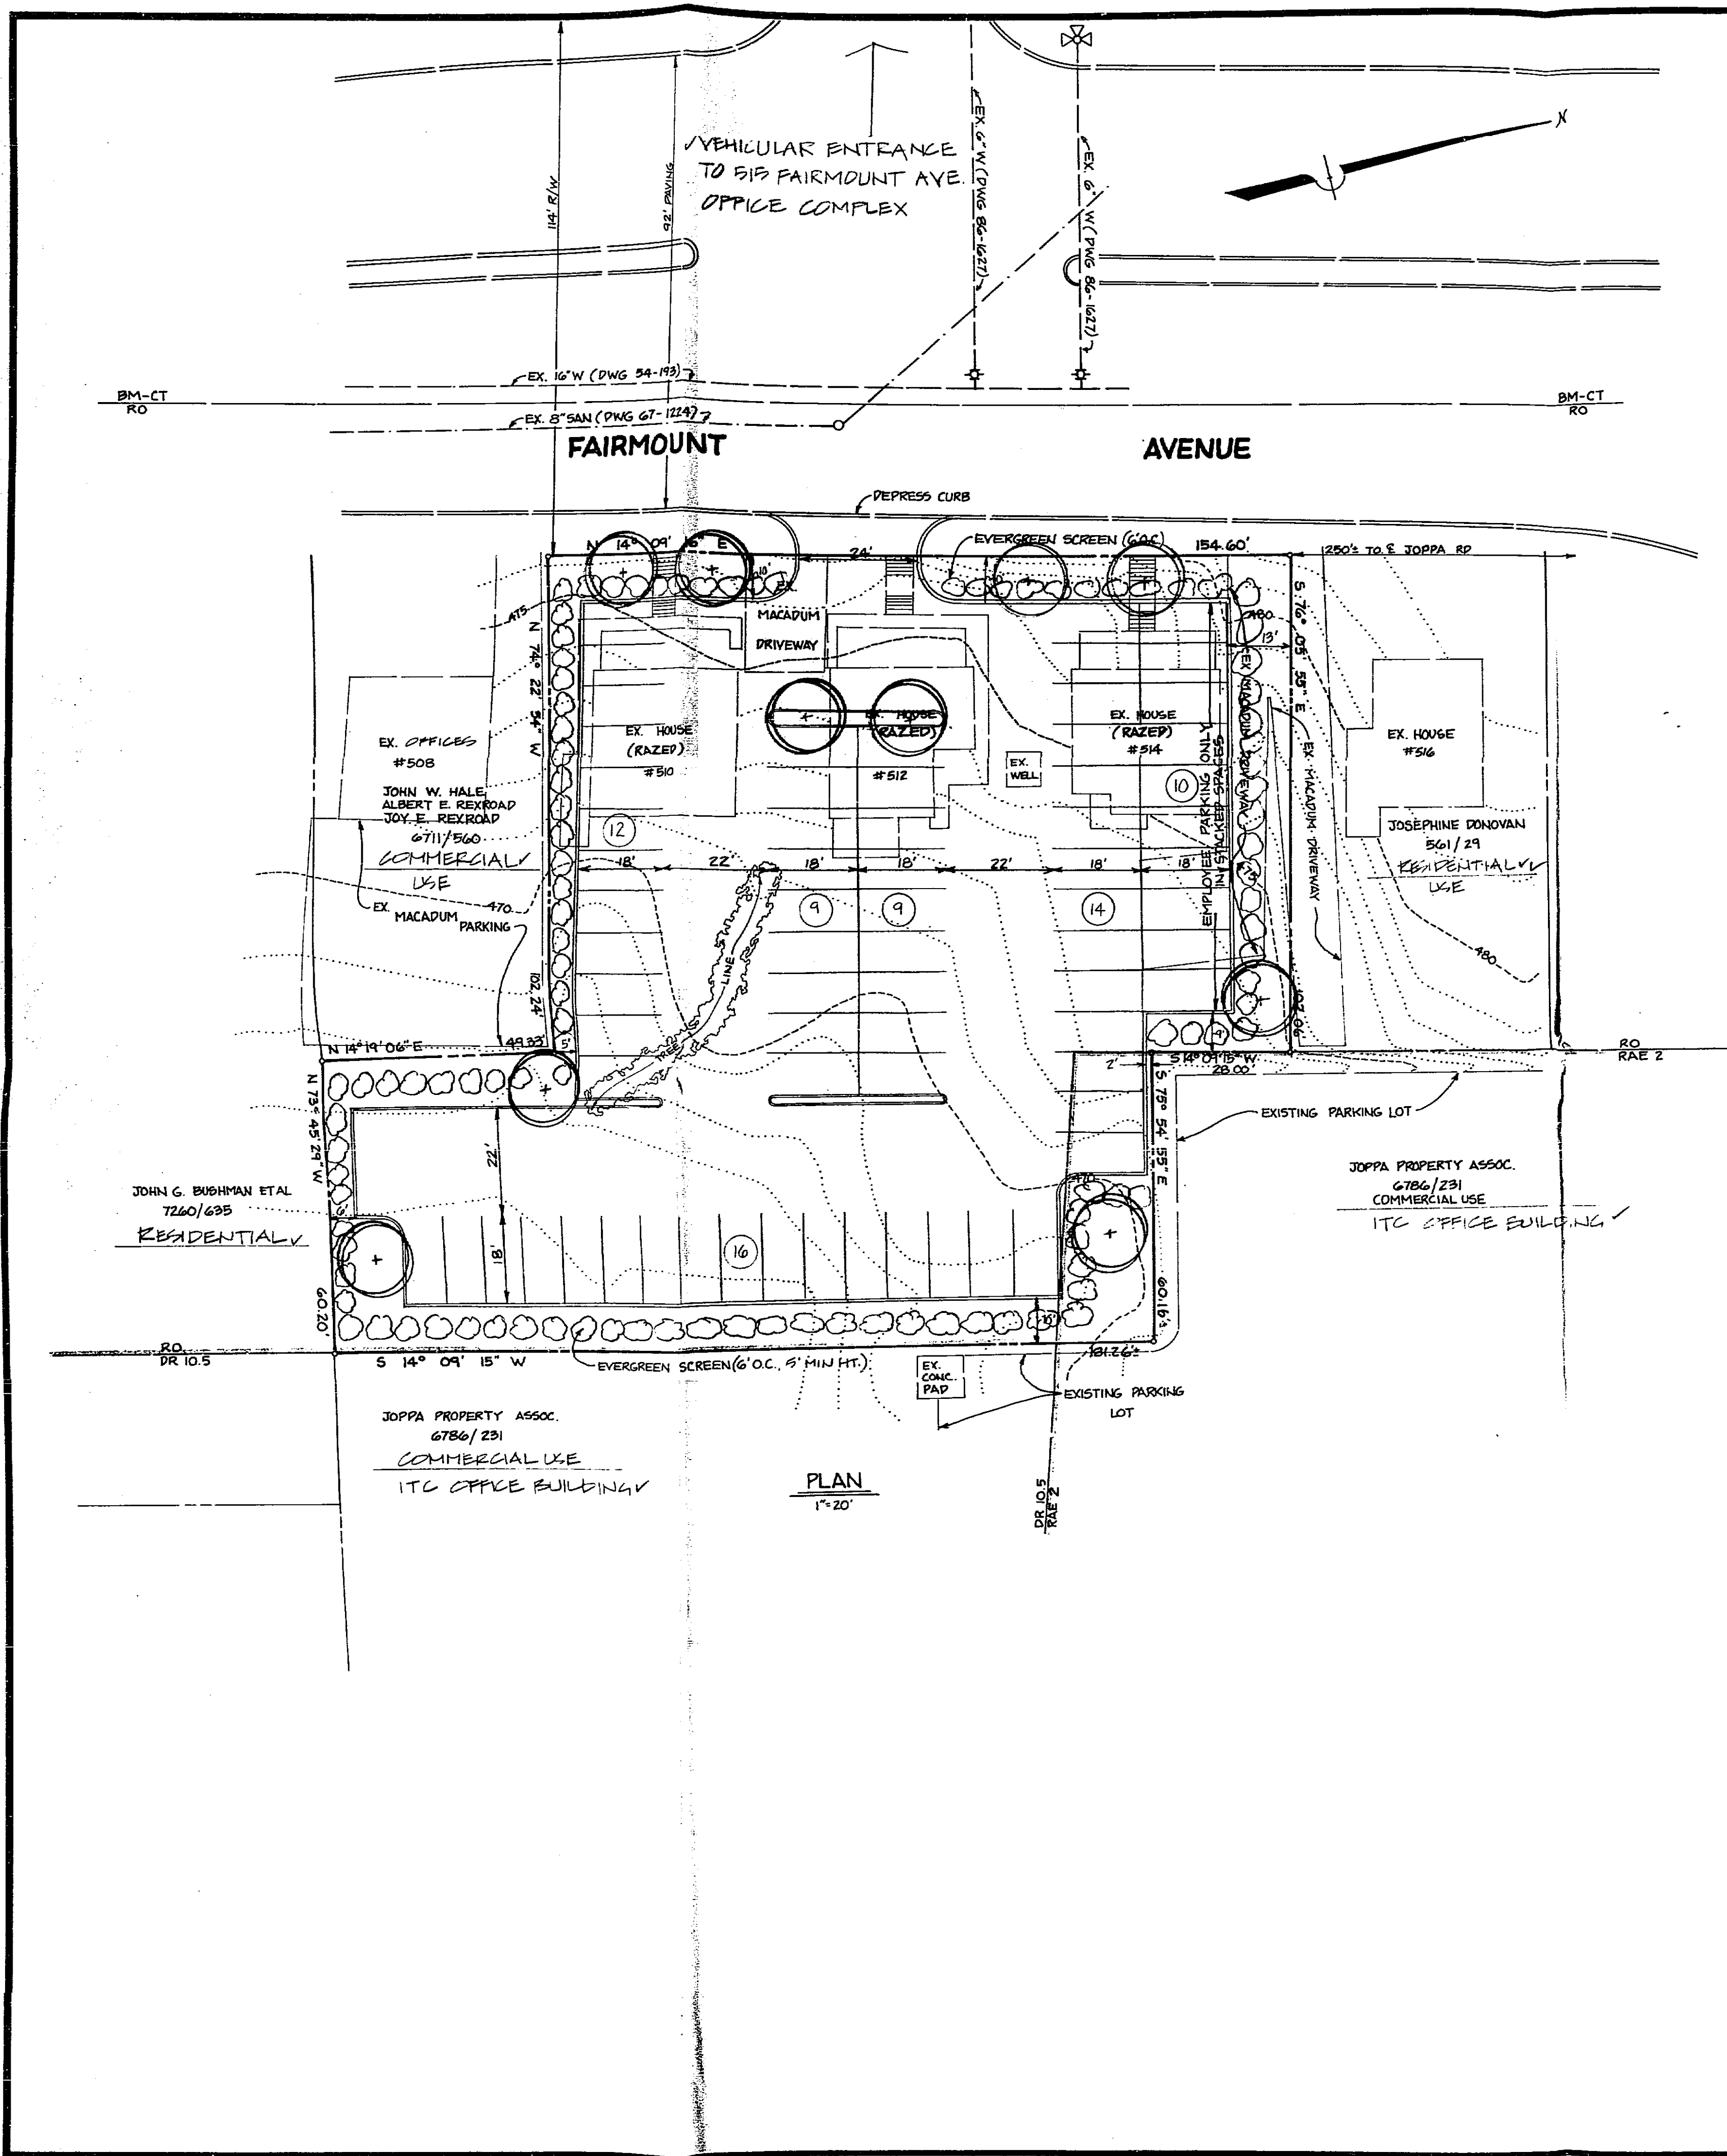 ✓VEHICULAR ENTRANCE
TO 515 FAIRMOUNT AVE.
OFFICE COMPLEX
114' R/W
92' PAVING
EX. 6" W (DWG 86-1627)
EX. 6" W (DWG 86-1627)
N
EX. 16" W (DWG 54-193)
BM-CT
RO
BM-CT
RO
EX. 8" SAN (DWG 67-1224)
FAIRMOUNT AVENUE
DEPRESS CURB
N 14° 09' 15" E
24'
EVERGREEN SCREEN (6' O.C.)
154.60'
250'± TO ℄ JOPPA RD
10'
EX.
MACADUM
DRIVEWAY
475
480
13'
N 74° 22' 54" W
102.24'
S 76° 05' 55" E
102.06'
EX. OFFICES
#508
JOHN W. HALE
ALBERT E. REXROAD
JOY E. REXROAD
6711/560
COMMERCIAL ✓
USE
EX. MACADUM PARKING
470
EX. HOUSE
(RAZED)
#510
EX. HOUSE
(RAZED)
#512
EX.
WELL
EX. HOUSE
(RAZED)
#514
EMPLOYEE PARKING ONLY
IN STACKED SPACES
EX MACADUM DRIVEWAY
EX MACADUM DRIVEWAY
EX. HOUSE
#516
JOSEPHINE DONOVAN
561/29
RESIDENTIAL ✓✓
USE
480
12
10
18'
22'
18'
18'
22'
18'
18'
9
9
14
TREE LINE
N 14° 19' 06" E
49.33'
5'
9'
2'
S 14° 09' 15" W
28.00'
RO
RAE 2
N 73° 45' 29" W
60.20'
22'
18'
16
S 75° 54' 55" E
60.16'±
470
EXISTING PARKING LOT
JOPPA PROPERTY ASSOC.
6786/231
COMMERCIAL USE
ITC OFFICE BUILDING ✓
JOHN G. BUSHMAN ETAL
7260/635
RESIDENTIAL ✓
RO
DR 10.5
S 14° 09' 15" W
EVERGREEN SCREEN (6' O.C., 5' MIN HT.)
10'
181.26'±
EX.
CONC.
PAD
EXISTING PARKING
LOT
JOPPA PROPERTY ASSOC.
6786/231
COMMERCIAL USE
ITC OFFICE BUILDING ✓
PLAN
1"=20'
DR 10.5
RAE 2